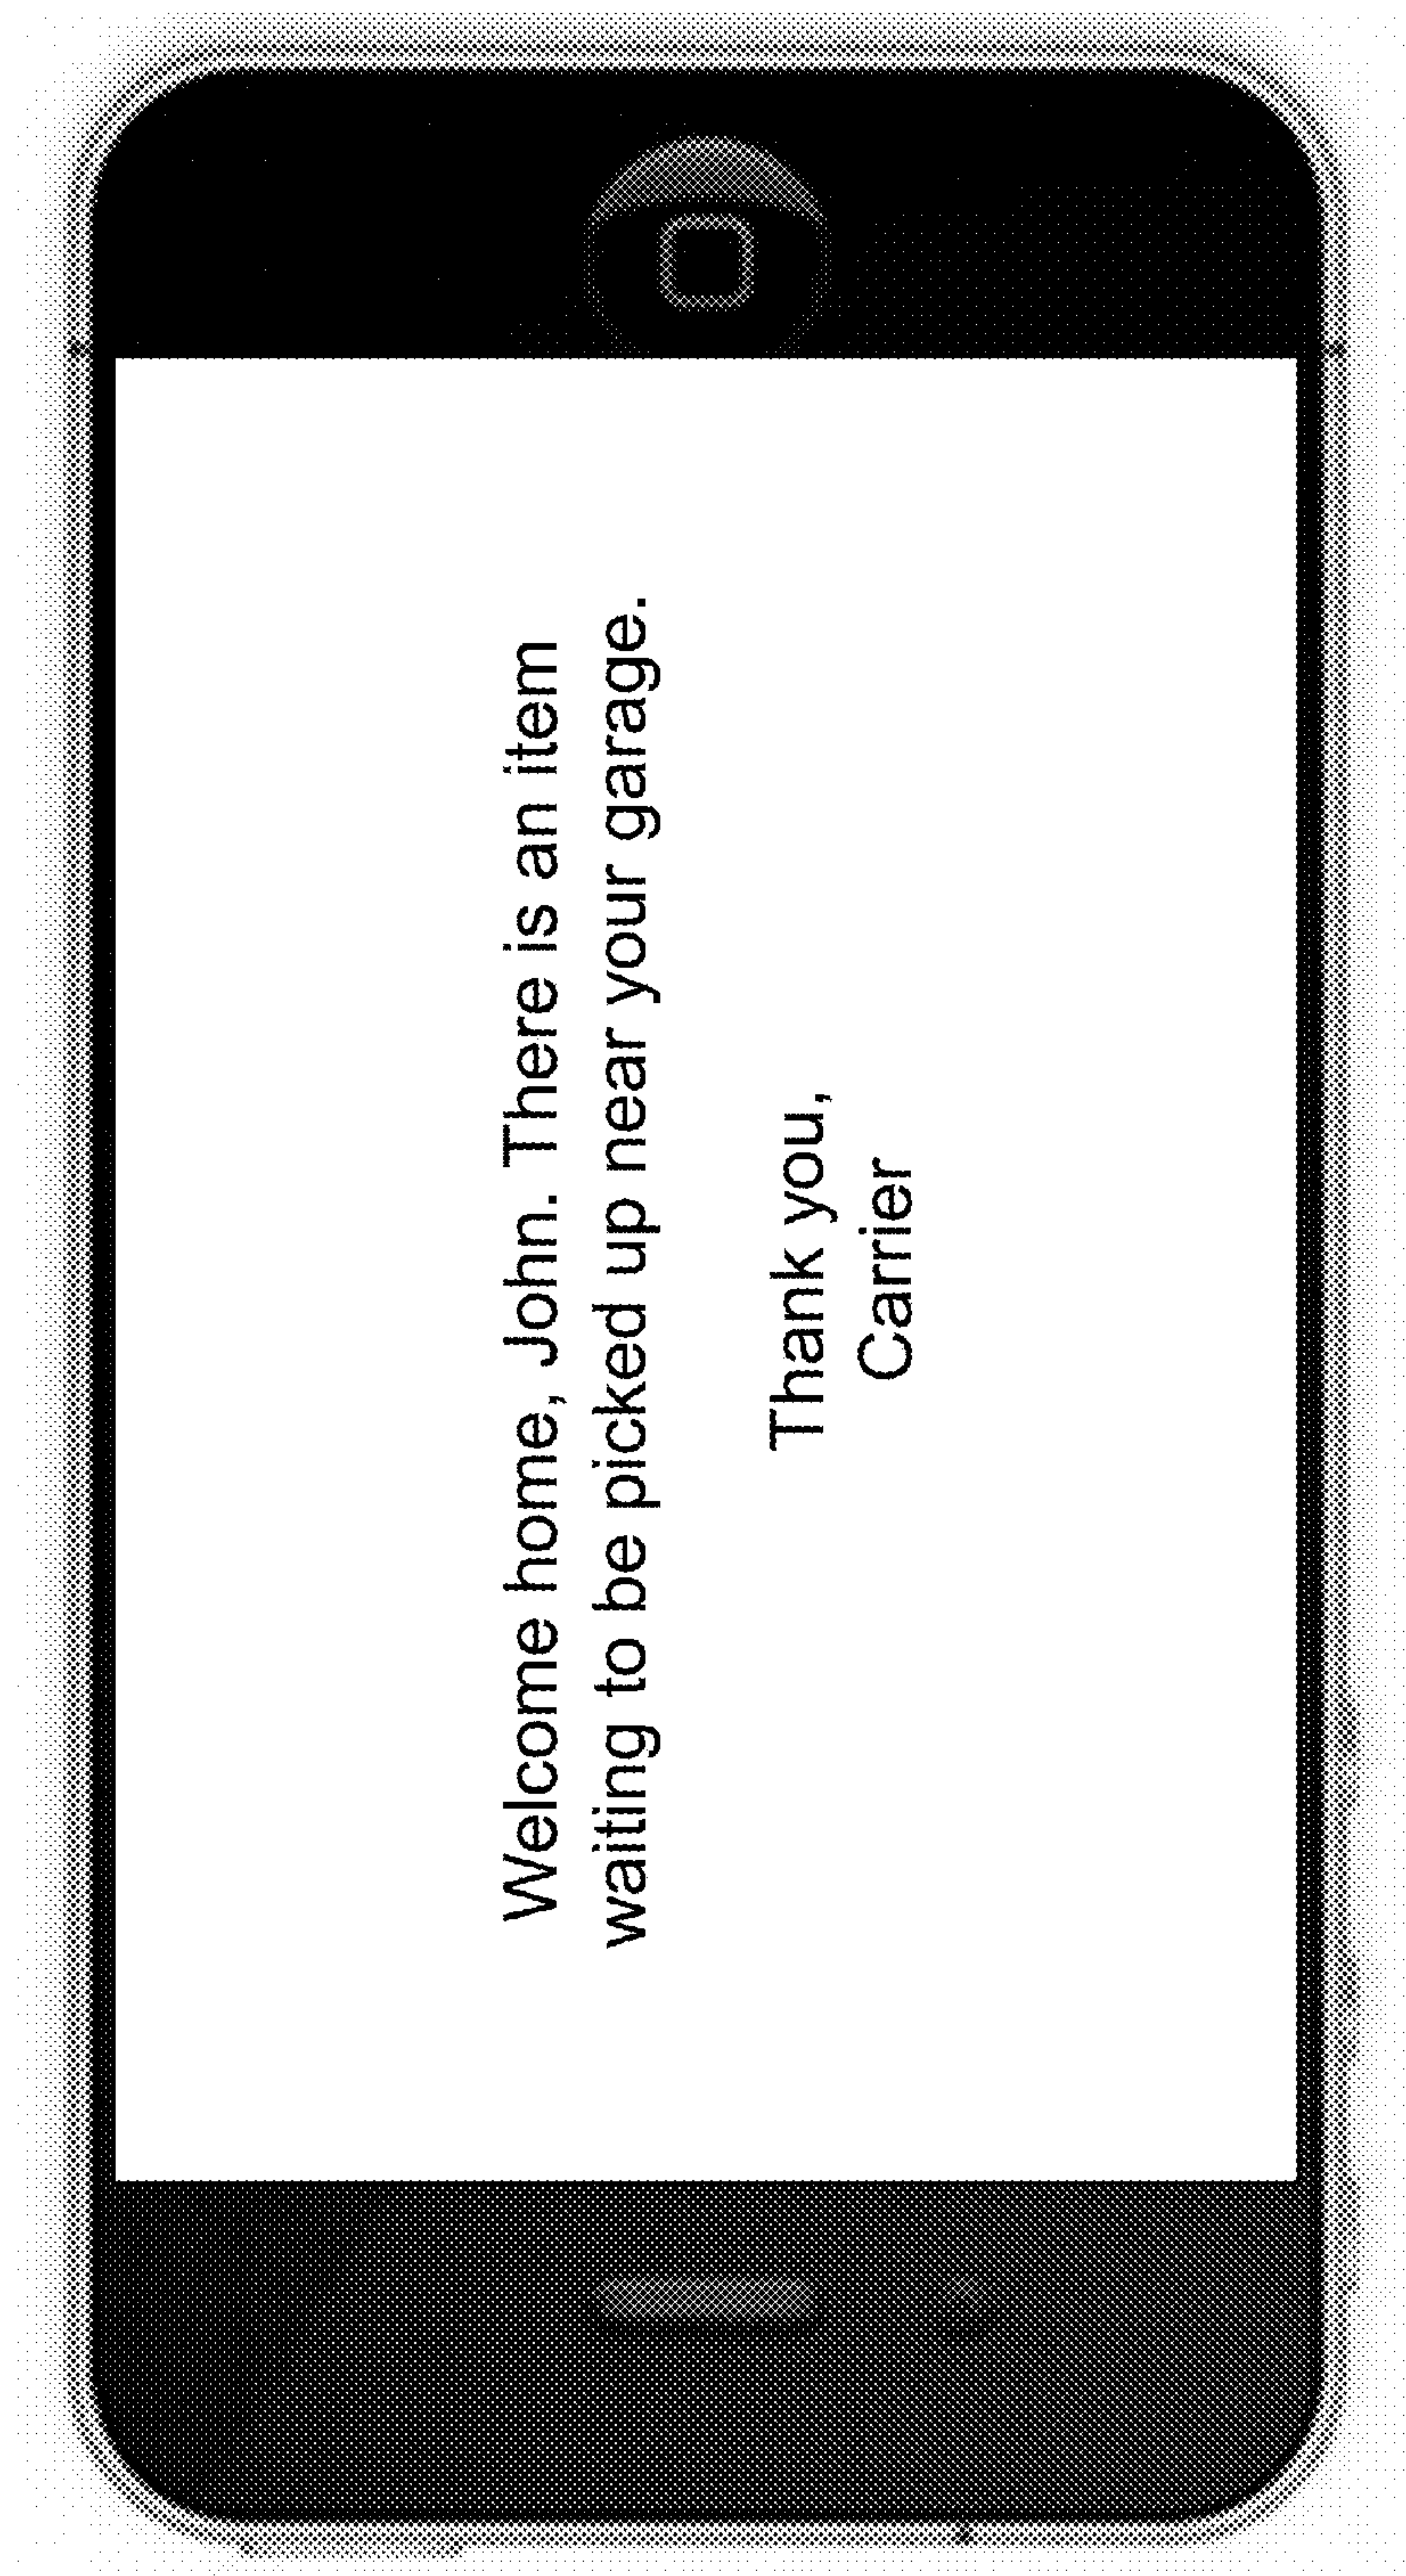 Welcome home, John. There is an item
waiting to be picked up near your garage.
Thank you,
Carrier